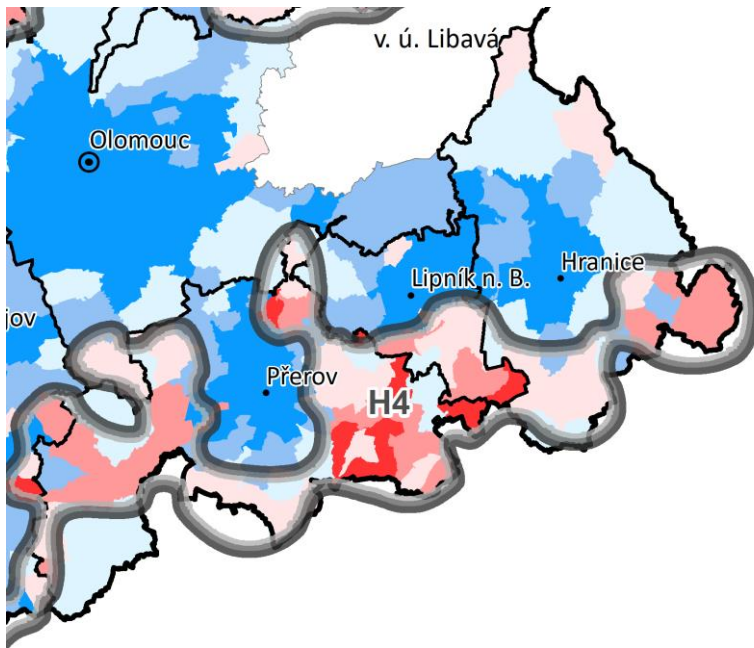 v. ú. Libavá
Olomouc
Hranice
Lipník n. B.
jov
Přerov
H4